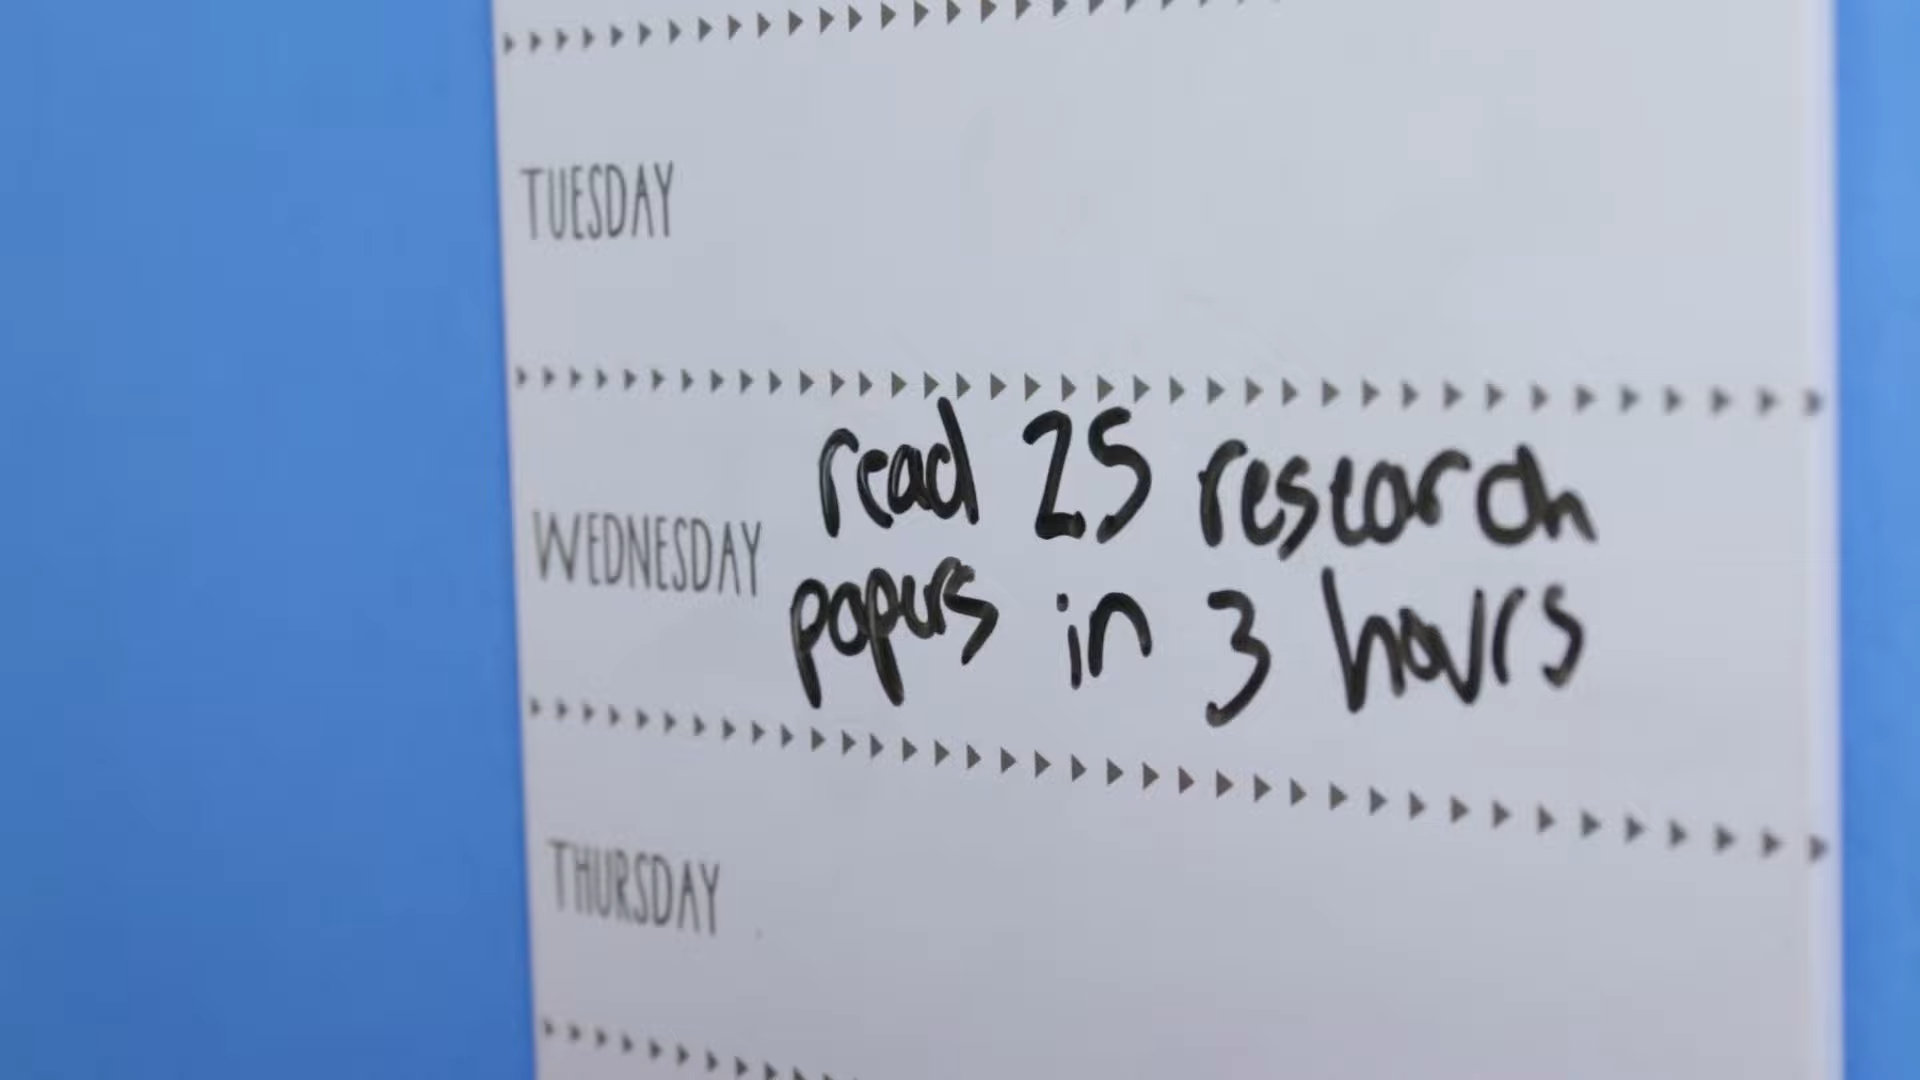 TUESDAY
WEDNESDAY
read 25 research
papers in 3 hours
THURSDAY